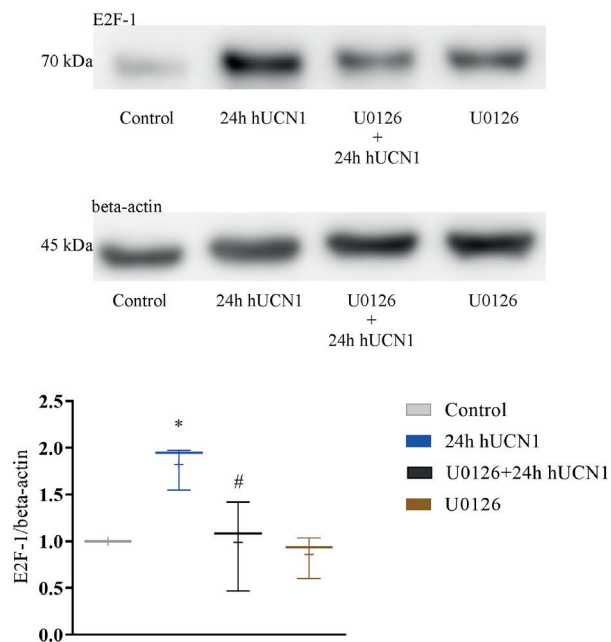 E2F-1
70 kDa
Control 24h hUCN1 U0126 U0126
+
24h hUCN1
beta-actin
45 kDa
Control 24h hUCN1 U0126 U0126
+
24h hUCN1
E2F-1/beta-actin
2.5
2.0
1.5
1.0
0.5
0.0
*
#
Control
24h hUCN1
U0126+24h hUCN1
U0126